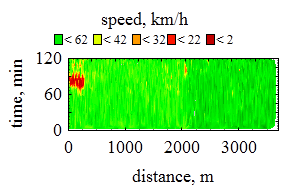 speed, km/h
< 62 < 42 < 32 < 22 < 2
time, min
120
60
0
0 1000 2000 3000
distance, m